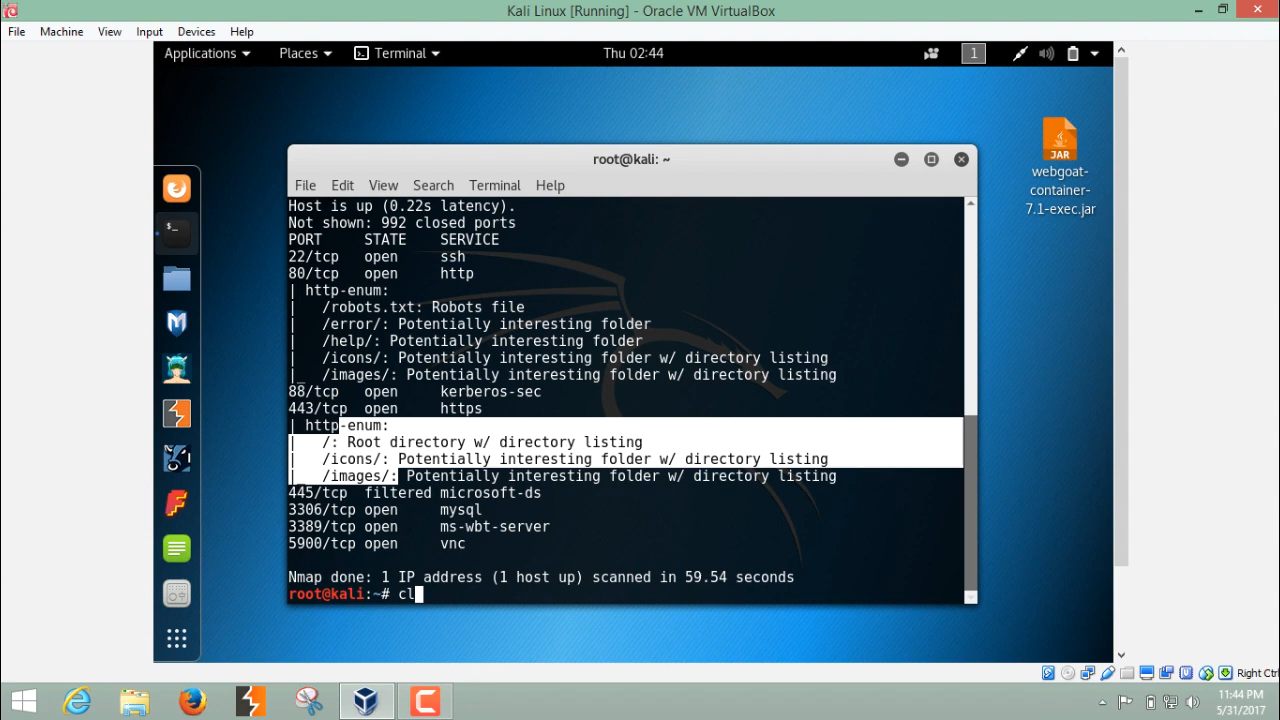 Kali Linux [Running] - Oracle VM VirtualBox
File Machine View Input Devices Help
Applications Places Terminal Thu 02:44 1
JAR
webgoat-
container-
7.1-exec.jar
root@kali: ~
File Edit View Search Terminal Help
Host is up (0.22s latency).
Not shown: 992 closed ports
PORT STATE SERVICE
22/tcp open ssh
80/tcp open http
| http-enum:
| /robots.txt: Robots file
| /error/: Potentially interesting folder
| /help/: Potentially interesting folder
| /icons/: Potentially interesting folder w/ directory listing
|_ /images/: Potentially interesting folder w/ directory listing
88/tcp open kerberos-sec
443/tcp open https
| http-enum:
| /: Root directory w/ directory listing
| /icons/: Potentially interesting folder w/ directory listing
|_ /images/: Potentially interesting folder w/ directory listing
445/tcp filtered microsoft-ds
3306/tcp open mysql
3389/tcp open ms-wbt-server
5900/tcp open vnc
Nmap done: 1 IP address (1 host up) scanned in 59.54 seconds
root@kali:~# cl
Right Ctr
11:44 PM
5/31/2017